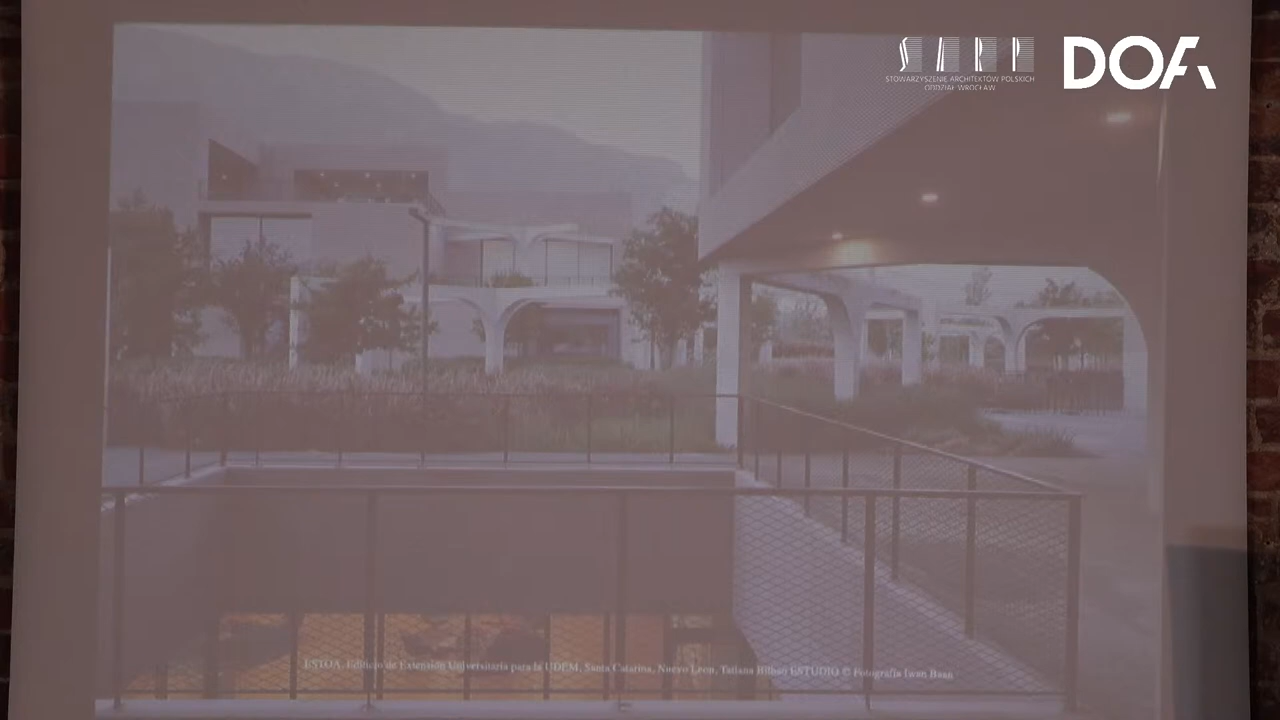 SARP
STOWARZYSZENIE ARCHITEKTÓW POLSKICH
ODDZIAŁ WROCŁAW
DOFA
ESTOA, Edificio de Extensión Universitaria para la UDEM, Santa Catarina, Nuevo León, Tatiana Bilbao ESTUDIO © Fotografía Iwan Baan